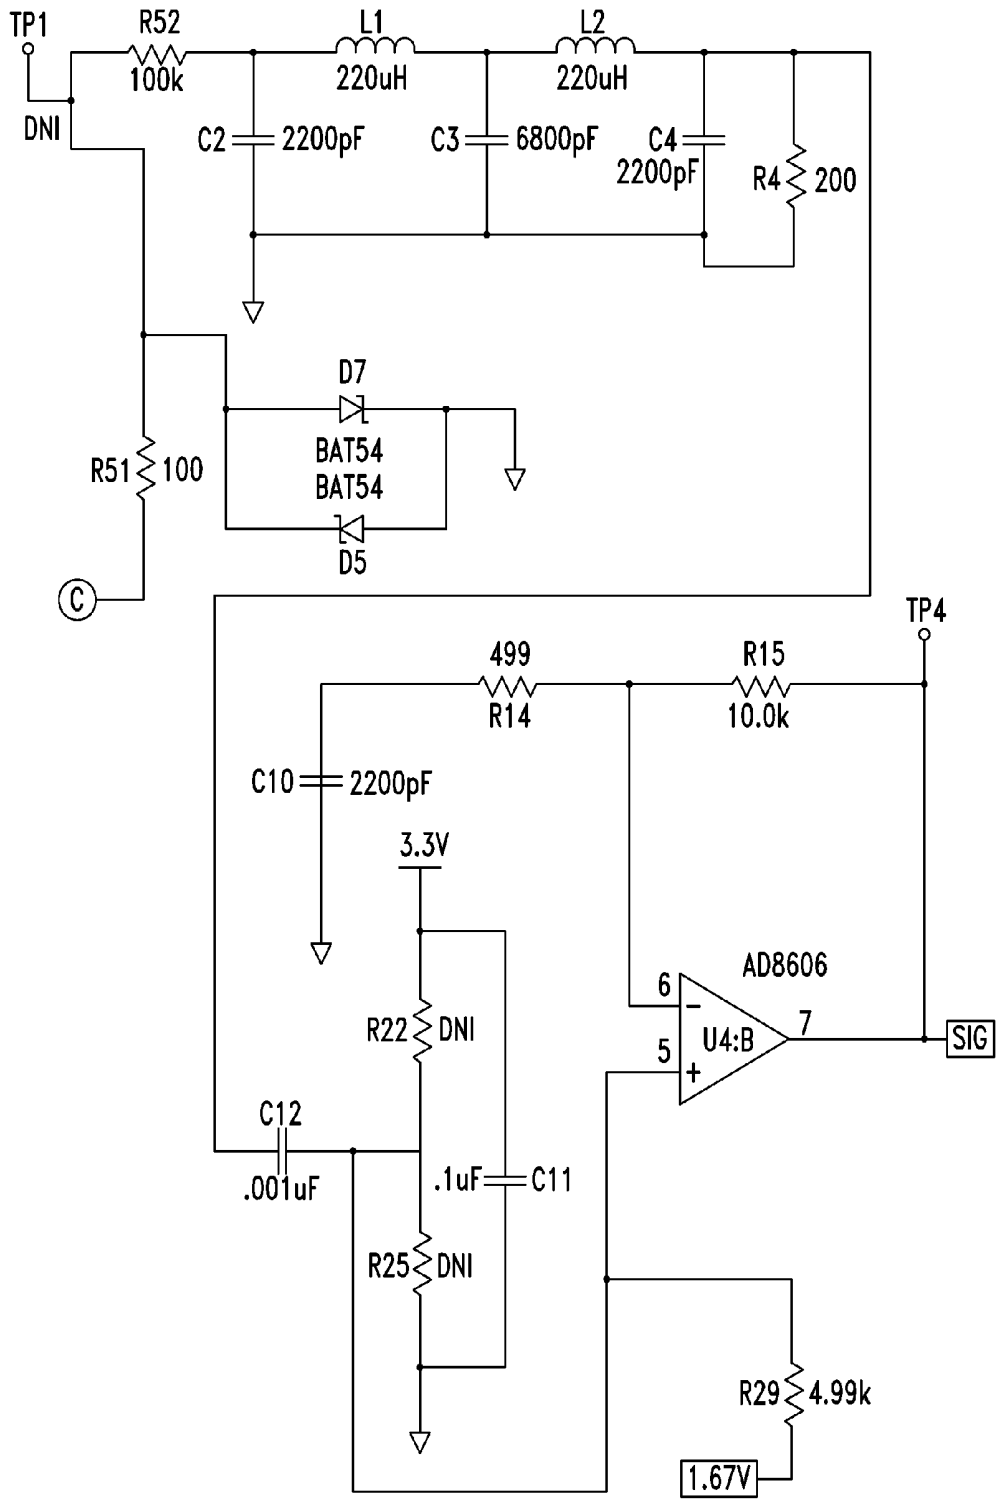 TP1
R52
100k
L1
220uH
L2
220uH
DNI
C2 2200pF
C3 6800pF
C4
2200pF
R4 200
D7
BAT54
BAT54
D5
R51 100
C
TP4
499
R14
R15
10.0k
C10 2200pF
3.3V
AD8606
R22 DNI
6
−
U4:B
5
+
7
SIG
C12
.001uF
.1uF C11
R25 DNI
R29 4.99k
1.67V